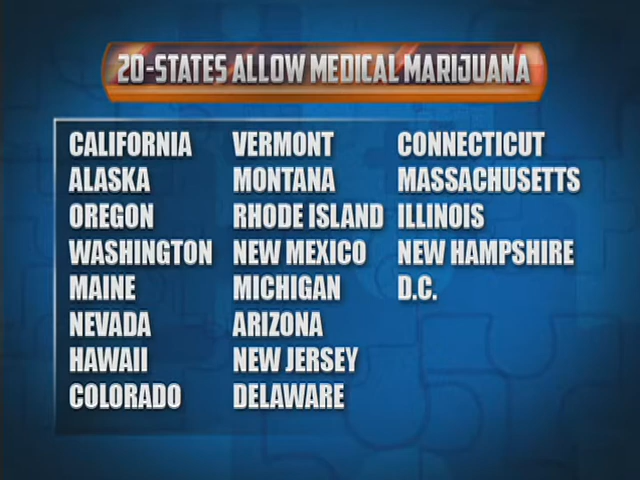 20-STATES ALLOW MEDICAL MARIJUANA
CALIFORNIA
ALASKA
OREGON
WASHINGTON
MAINE
NEVADA
HAWAII
COLORADO
VERMONT
MONTANA
RHODE ISLAND
NEW MEXICO
MICHIGAN
ARIZONA
NEW JERSEY
DELAWARE
CONNECTICUT
MASSACHUSETTS
ILLINOIS
NEW HAMPSHIRE
D.C.